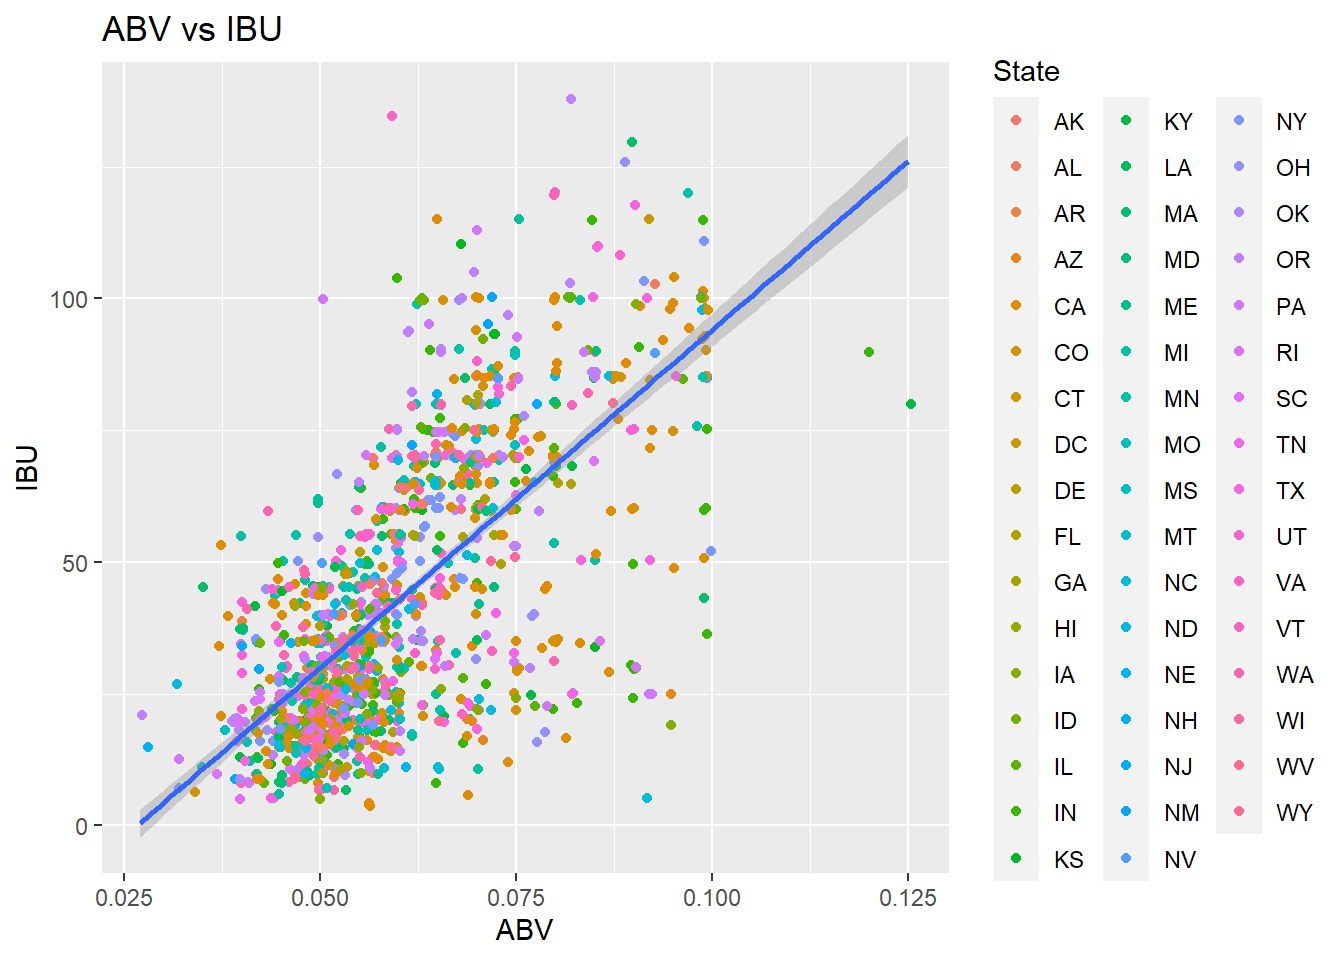 ABV vs IBU
IBU
100
50
0
0.025 0.050 0.075 0.100 0.125
ABV
State
AK KY NY
AL LA OH
AR MA OK
AZ MD OR
CA ME PA
CO MI RI
CT MN SC
DC MO TN
DE MS TX
FL MT UT
GA NC VA
HI ND VT
IA NE WA
ID NH WI
IL NJ WV
IN NM WY
KS NV